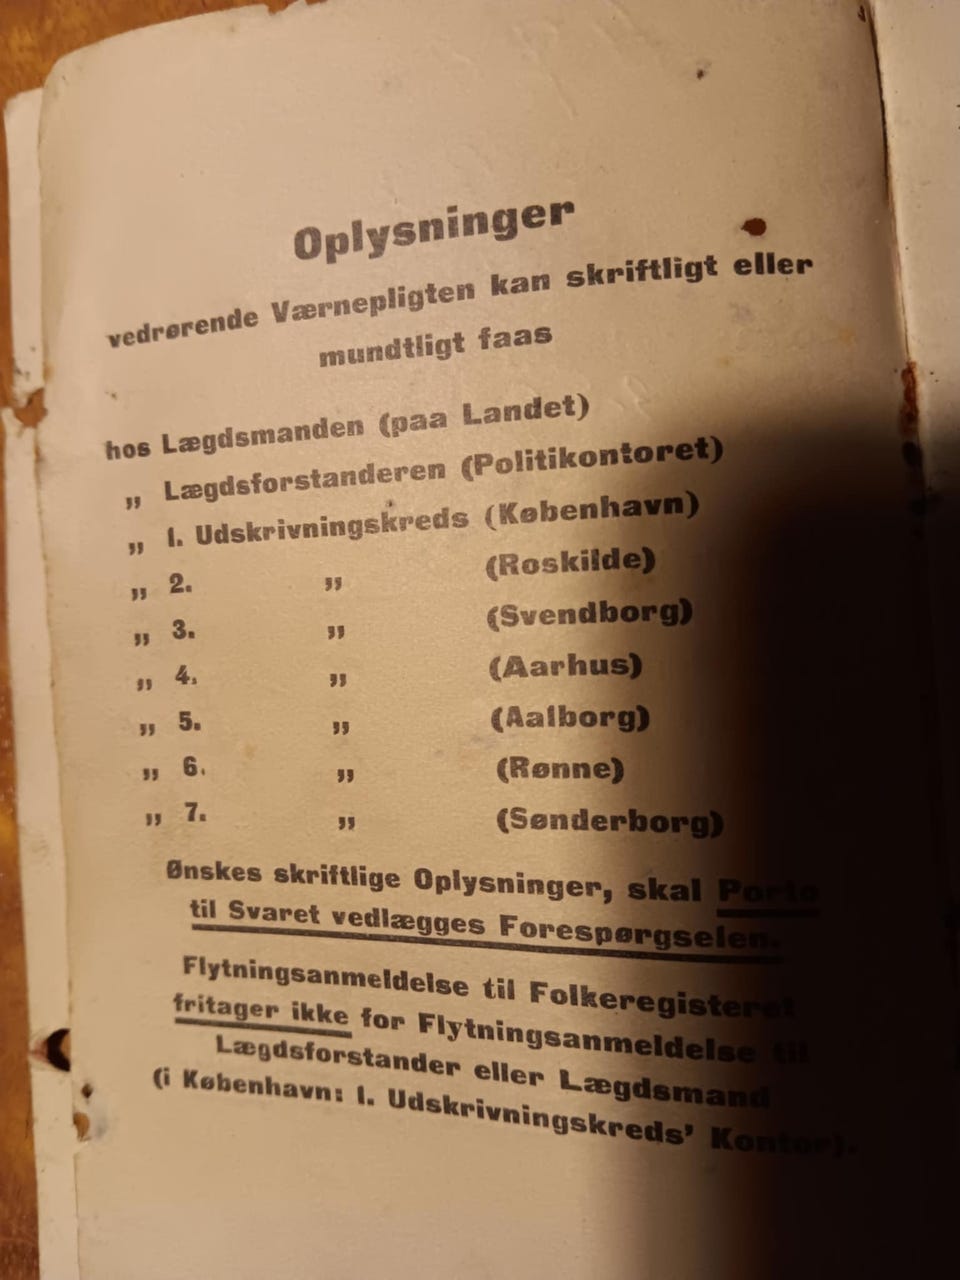 Oplysninger
vedrørende Værnepligten kan skriftligt eller
mundtligt faas
hos Lægdsmanden (paa Landet)
„ Lægdsforstanderen (Politikontoret)
„ 1. Udskrivningskreds (København)
„ 2. „ (Roskilde)
„ 3. „ (Svendborg)
„ 4. „ (Aarhus)
„ 5. „ (Aalborg)
„ 6. „ (Rønne)
„ 7. „ (Sønderborg)
Ønskes skriftlige Oplysninger, skal Porto
til Svaret vedlægges Forespørgselen.
Flytningsanmeldelse til Folkeregisteret
fritager ikke for Flytningsanmeldelse til
Lægdsforstander eller Lægdsmand
(i København: 1. Udskrivningskreds' Kontor).